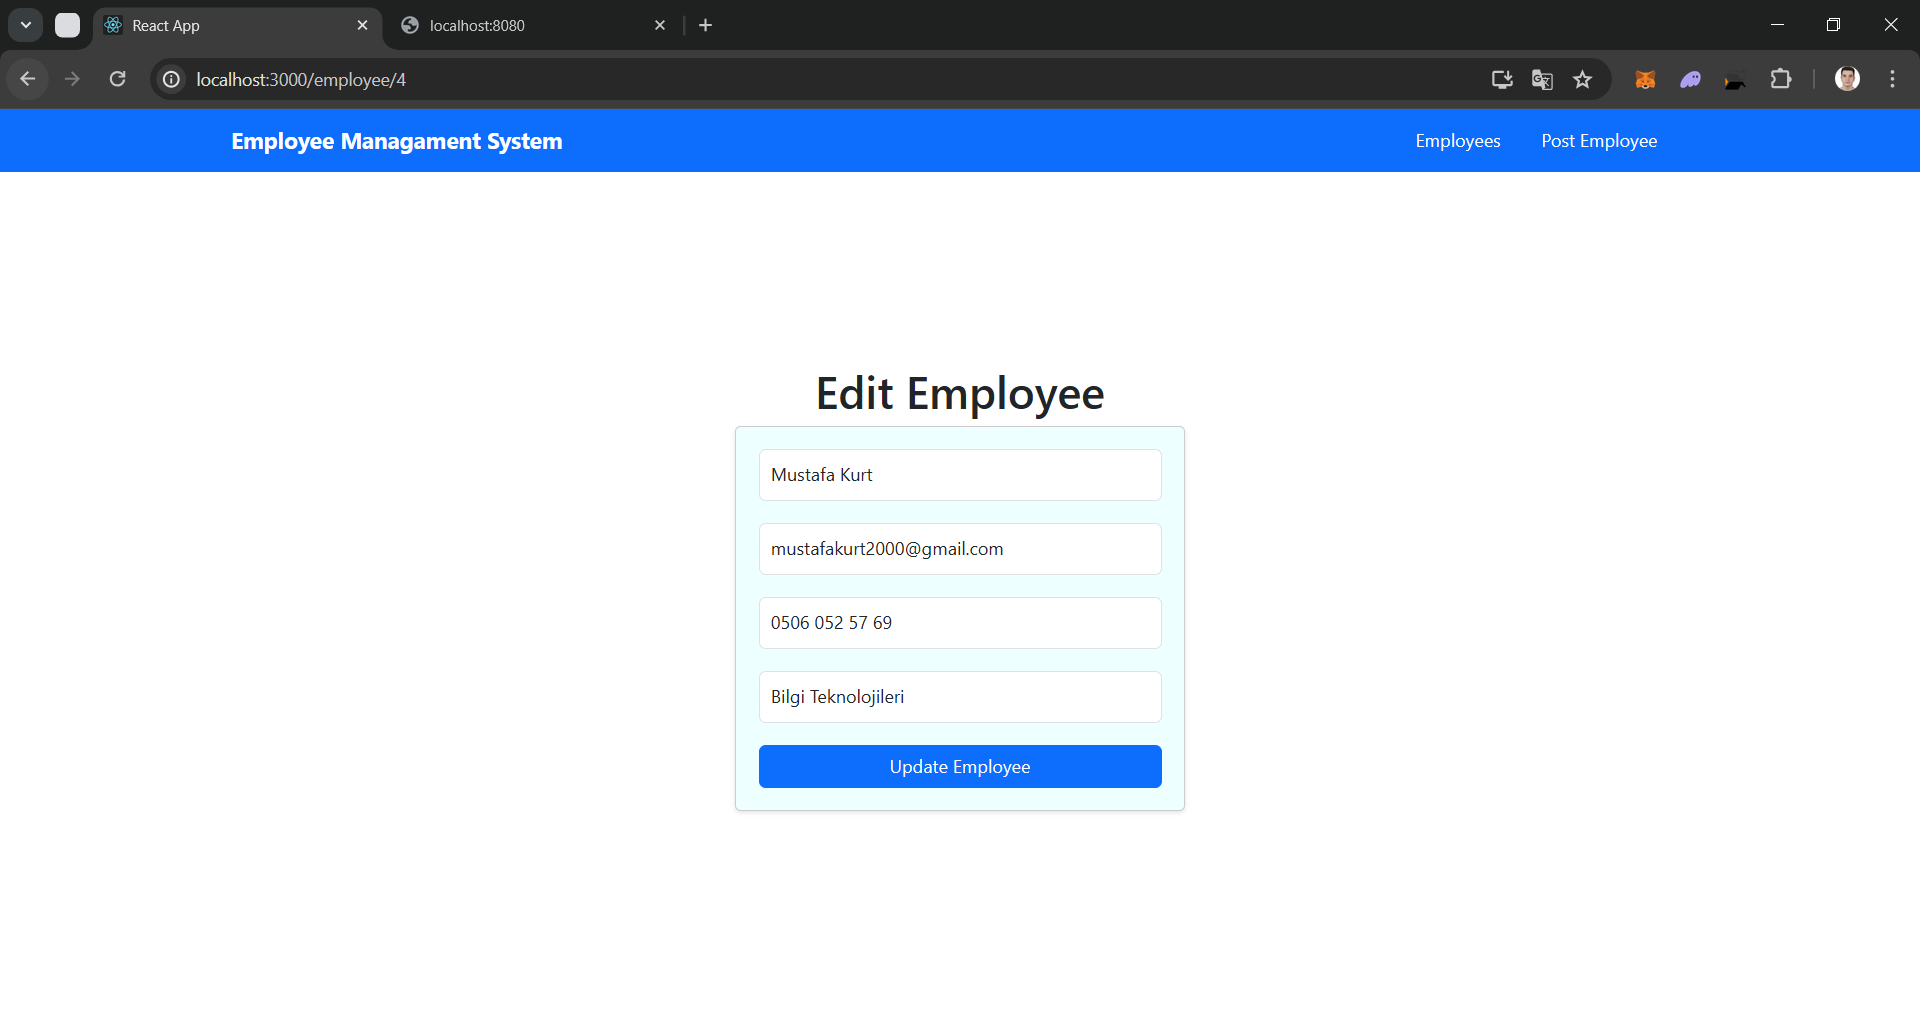 React App
localhost:8080
localhost:3000/employee/4
Employee Managament System
Employees
Post Employee
Edit Employee
Mustafa Kurt
mustafakurt2000@gmail.com
0506 052 57 69
Bilgi Teknolojileri
Update Employee